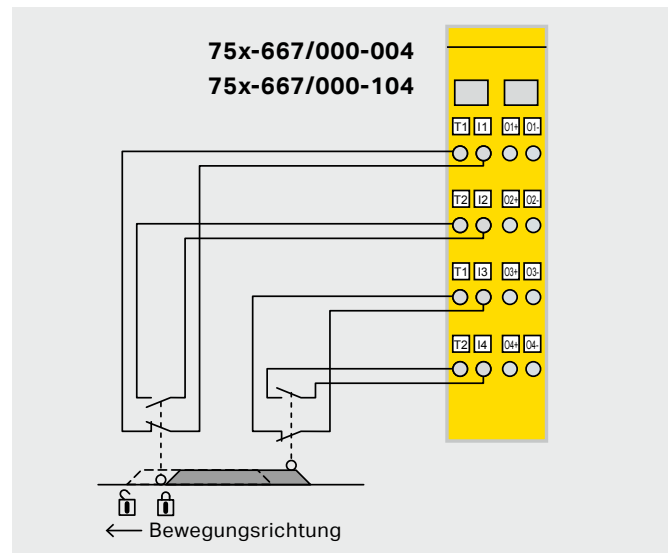 75x-667/000-004
75x-667/000-104
T1 I1 O1+ O1-
T2 I2 O2+ O2-
T1 I3 O3+ O3-
T2 I4 O4+ O4-
Bewegungsrichtung